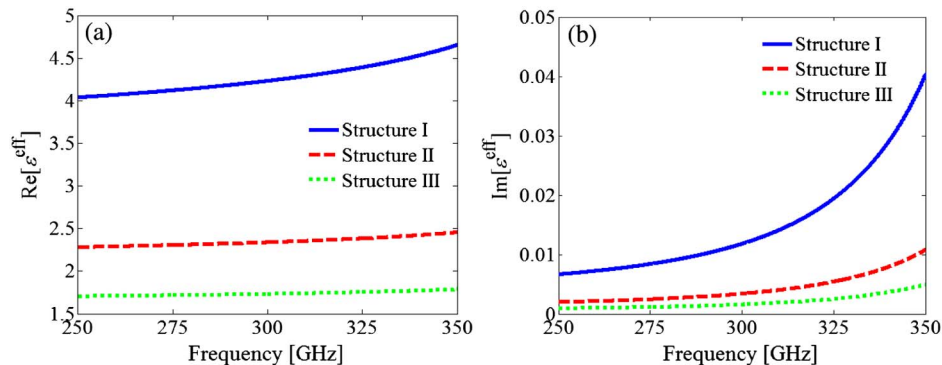 (a)
5
4.5
4
3.5
3
2.5
2
1.5
Re[ε^eff]
Structure I
Structure II
Structure III
250
275
300
325
350
Frequency [GHz]
(b)
0.05
0.04
0.03
0.02
0.01
0
Im[ε^eff]
Structure I
Structure II
Structure III
250
275
300
325
350
Frequency [GHz]